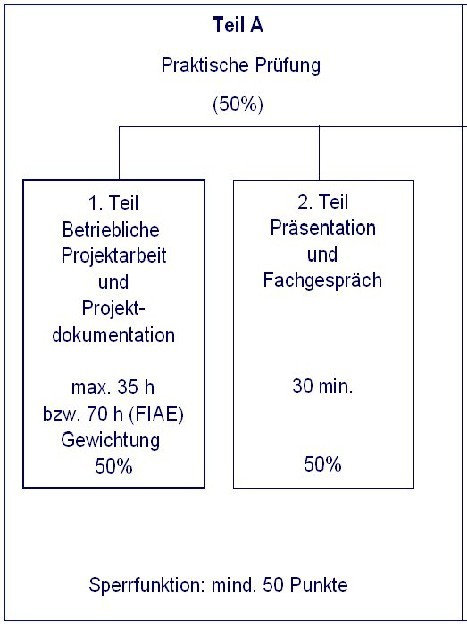 Teil A
Praktische Prüfung
(50%)
1. Teil
Betriebliche
Projektarbeit
und
Projekt-
dokumentation
max. 35 h
bzw. 70 h (FIAE)
Gewichtung
50%
2. Teil
Präsentation
und
Fachgespräch
30 min.
50%
Sperrfunktion: mind. 50 Punkte